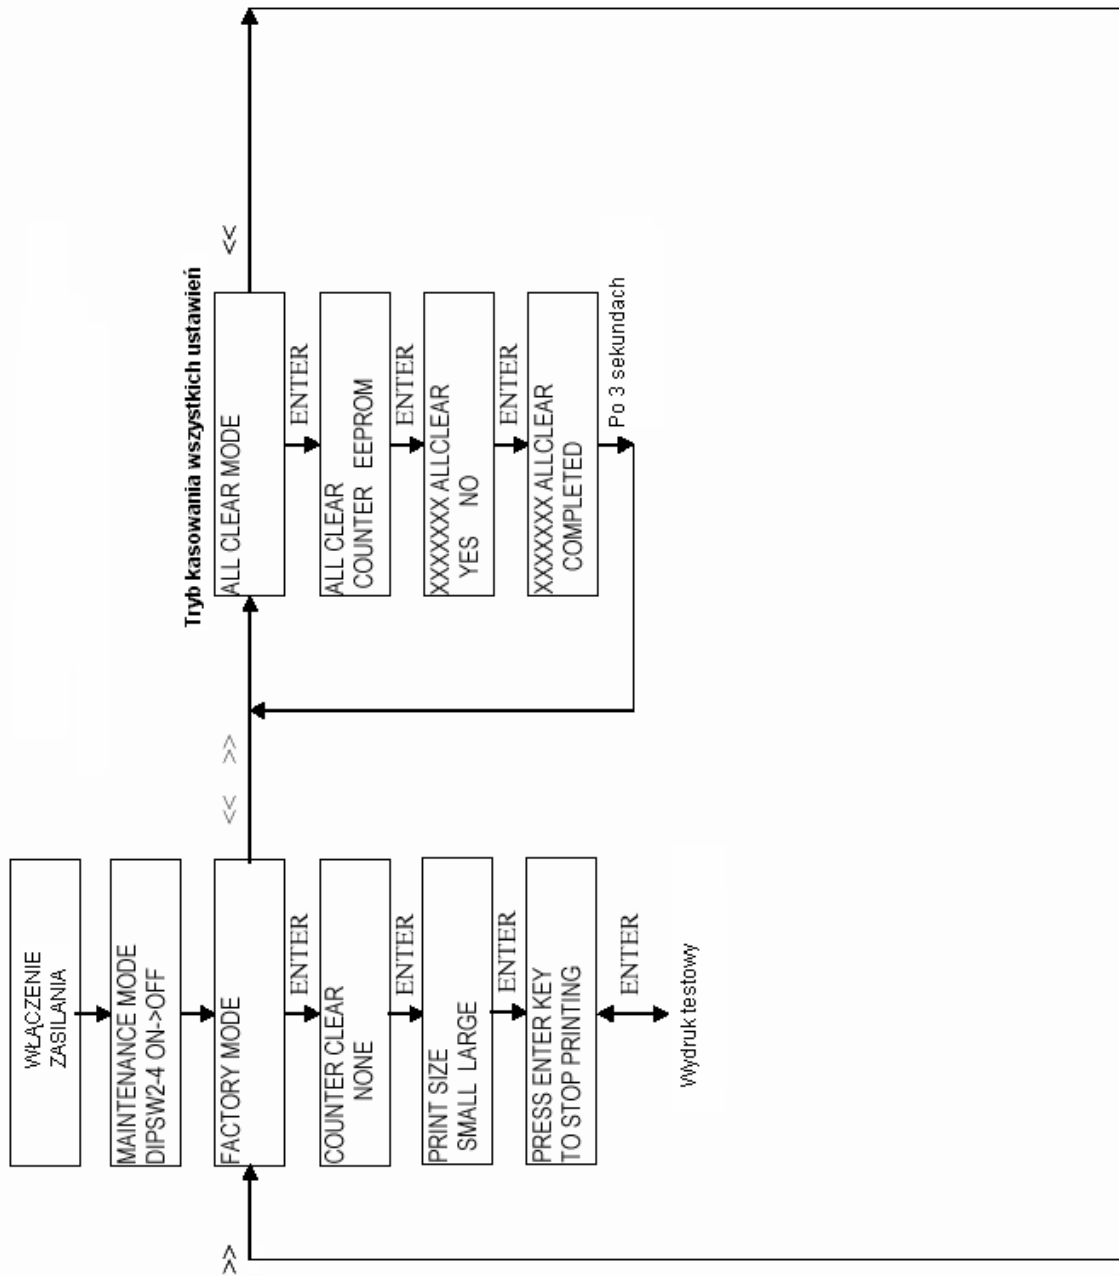 WŁĄCZENIE
ZASILANIA
MAINTENANCE MODE
DIPSW2-4 ON->OFF
>>
FACTORY MODE
ENTER
COUNTER CLEAR
NONE
ENTER
PRINT SIZE
SMALL LARGE
ENTER
PRESS ENTER KEY
TO STOP PRINTING
ENTER
Wydruk testowy
<< >>
Tryb kasowania wszystkich ustawień
ALL CLEAR MODE
<<
ENTER
ALL CLEAR
COUNTER EEPROM
ENTER
XXXXXXX ALLCLEAR
YES NO
ENTER
XXXXXXX ALLCLEAR
COMPLETED
Po 3 sekundach